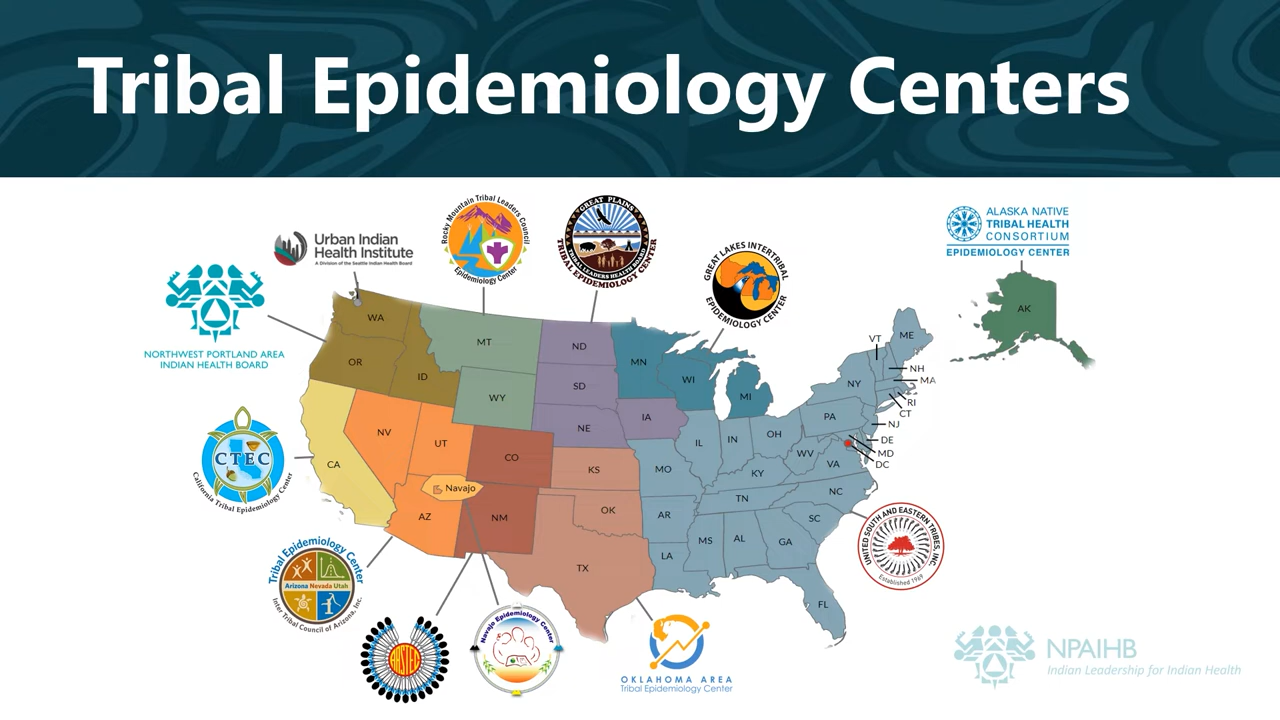 Tribal Epidemiology Centers
Urban Indian
Health Institute
A Division of the Seattle Indian Health Board
Rocky Mountain Tribal Leaders Council
Epidemiology Center
GREAT PLAINS
TRIBAL LEADERS HEALTH BOARD
TRIBAL EPIDEMIOLOGY CENTER
GREAT LAKES INTERTRIBAL
EPIDEMIOLOGY CENTER
ALASKA NATIVE
TRIBAL HEALTH
CONSORTIUM
EPIDEMIOLOGY CENTER
NORTHWEST PORTLAND AREA
INDIAN HEALTH BOARD
CTEC
California Tribal Epidemiology Center
Tribal Epidemiology Center
Arizona Nevada Utah
Inter Tribal Council of Arizona, Inc.
AASTEC
Navajo Epidemiology Center
OKLAHOMA AREA
Tribal Epidemiology Center
UNITED SOUTH AND EASTERN TRIBES, INC.
Established 1969
WA
OR
ID
MT
WY
ND
SD
NE
IA
MN
WI
MI
CA
NV
UT
AZ
Navajo
CO
NM
KS
OK
TX
MO
AR
LA
IL
IN
OH
KY
TN
MS
AL
GA
FL
SC
NC
VA
WV
PA
NY
VT
ME
NH
MA
RI
CT
NJ
DE
MD
DC
AK
NPAIHB
Indian Leadership for Indian Health